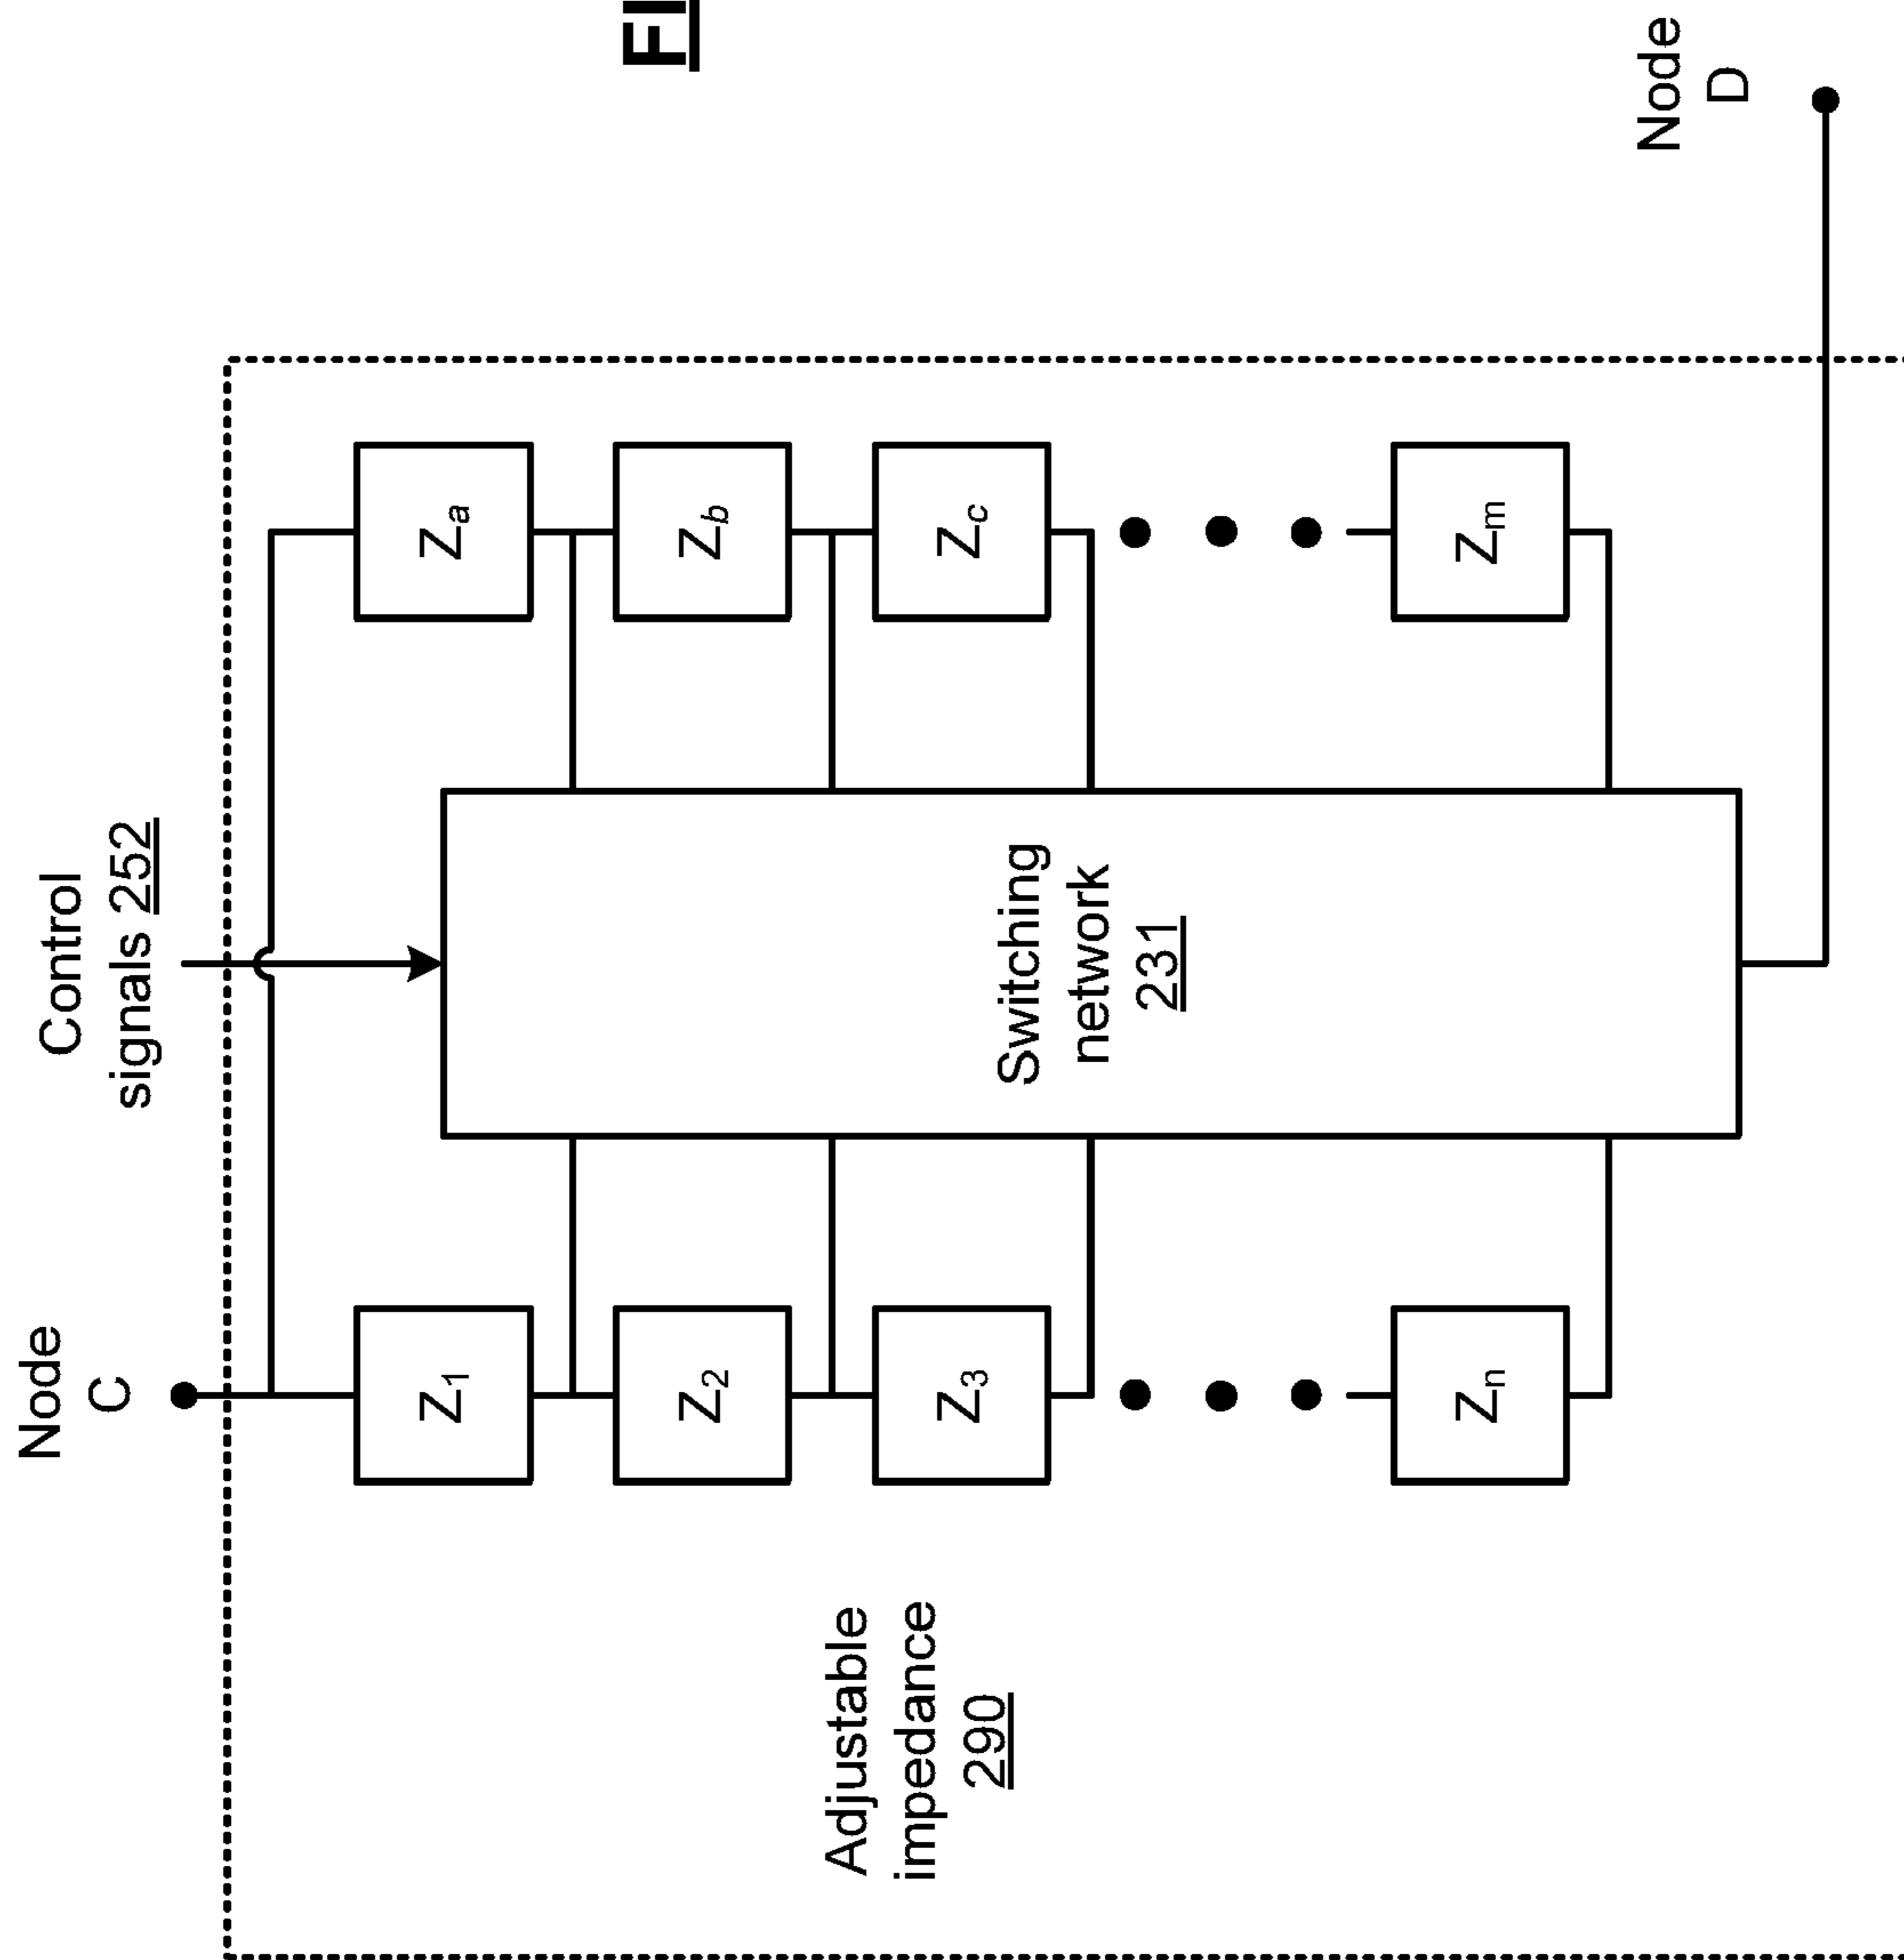 Node
C
Control
signals 252
FI
Z1
Z2
Z3
Zn
Za
Zb
Zc
Zm
Switching
network
231
Adjustable
impedance
290
Node
D